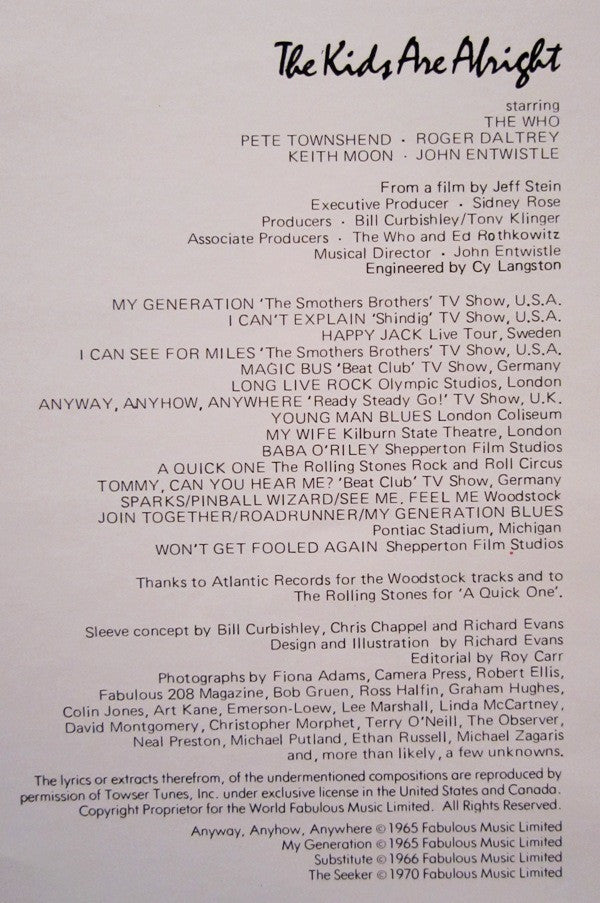 The Kids Are Alright
starring
THE WHO
PETE TOWNSHEND · ROGER DALTREY
KEITH MOON · JOHN ENTWISTLE
From a film by Jeff Stein
Executive Producer · Sidney Rose
Producers · Bill Curbishley/Tony Klinger
Associate Producers · The Who and Ed Rothkowitz
Musical Director · John Entwistle
Engineered by Cy Langston
MY GENERATION 'The Smothers Brothers' TV Show, U.S.A.
I CAN'T EXPLAIN 'Shindig' TV Show, U.S.A.
HAPPY JACK Live Tour, Sweden
I CAN SEE FOR MILES 'The Smothers Brothers' TV Show, U.S.A.
MAGIC BUS 'Beat Club' TV Show, Germany
LONG LIVE ROCK Olympic Studios, London
ANYWAY, ANYHOW, ANYWHERE 'Ready Steady Go!' TV Show, U.K.
YOUNG MAN BLUES London Coliseum
MY WIFE Kilburn State Theatre, London
BABA O'RILEY Shepperton Film Studios
A QUICK ONE The Rolling Stones Rock and Roll Circus
TOMMY, CAN YOU HEAR ME? 'Beat Club' TV Show, Germany
SPARKS/PINBALL WIZARD/SEE ME, FEEL ME Woodstock
JOIN TOGETHER/ROADRUNNER/MY GENERATION BLUES
Pontiac Stadium, Michigan
WON'T GET FOOLED AGAIN Shepperton Film Studios
Thanks to Atlantic Records for the Woodstock tracks and to
The Rolling Stones for 'A Quick One'.
Sleeve concept by Bill Curbishley, Chris Chappel and Richard Evans
Design and Illustration by Richard Evans
Editorial by Roy Carr
Photographs by Fiona Adams, Camera Press, Robert Ellis,
Fabulous 208 Magazine, Bob Gruen, Ross Halfin, Graham Hughes,
Colin Jones, Art Kane, Emerson-Loew, Lee Marshall, Linda McCartney,
David Montgomery, Christopher Morphet, Terry O'Neill, The Observer,
Neal Preston, Michael Putland, Ethan Russell, Michael Zagaris
and, more than likely, a few unknowns.
The lyrics or extracts therefrom, of the undermentioned compositions are reproduced by
permission of Towser Tunes, Inc. under exclusive license in the United States and Canada.
Copyright Proprietor for the World Fabulous Music Limited. All Rights Reserved.
Anyway, Anyhow, Anywhere © 1965 Fabulous Music Limited
My Generation © 1965 Fabulous Music Limited
Substitute © 1966 Fabulous Music Limited
The Seeker © 1970 Fabulous Music Limited